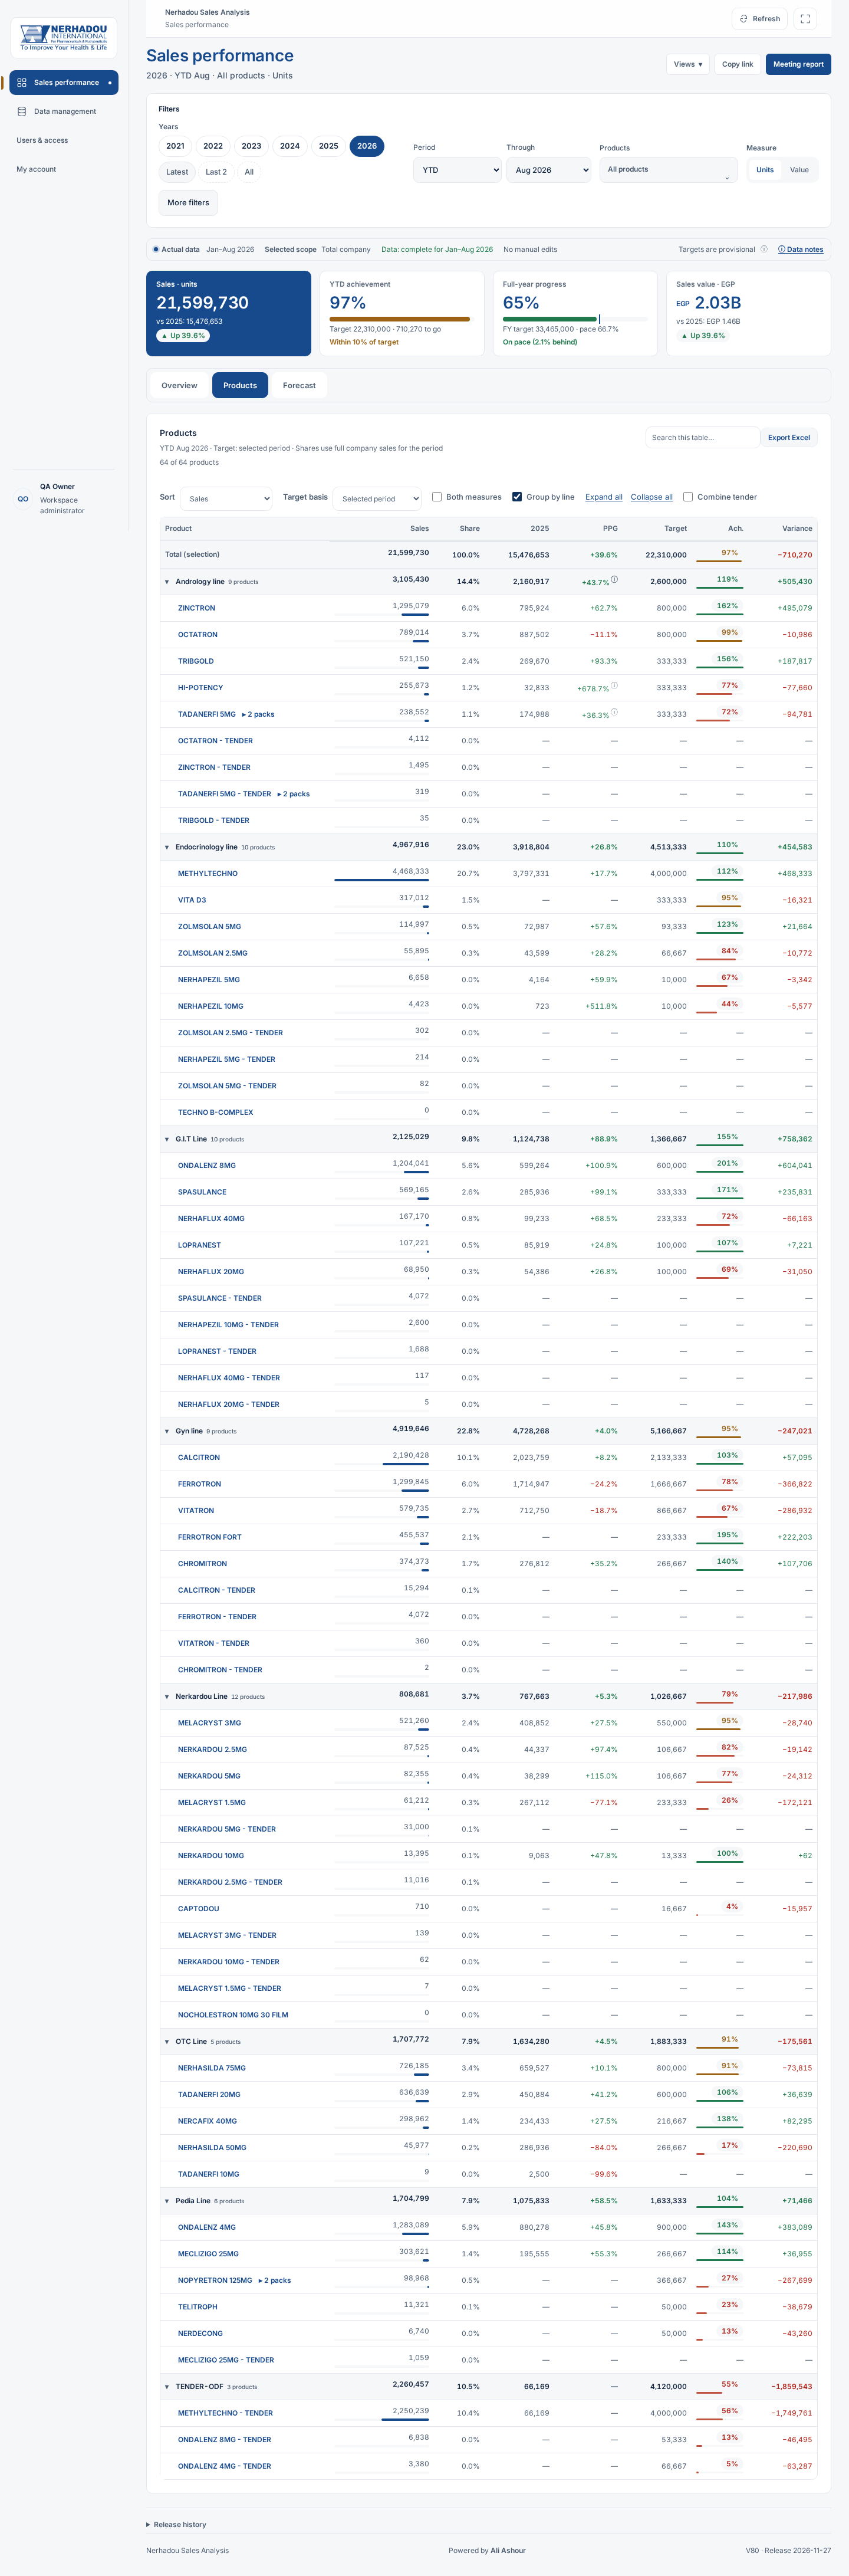 NERHADOU
INTERNATIONAL
For Pharmaceuticals & Nutraceuticals
To Improve Your Health & Life
Sales performance
Data management
Users & access
My account
QO
QA Owner
Workspace
administrator
Nerhadou Sales Analysis
Sales performance
Refresh
Sales performance
2026 · YTD Aug · All products · Units
Views ▾
Copy link
Meeting report
Filters
Years
2021 2022 2023 2024 2025 2026
Latest Last 2 All
More filters
Period
YTD
Through
Aug 2026
Products
All products
Measure
Units Value
Actual data Jan–Aug 2026 Selected scope Total company Data: complete for Jan–Aug 2026 No manual edits Targets are provisional ⓘ ⓘ Data notes
Sales · units
21,599,730
vs 2025: 15,476,653
▲ Up 39.6%
YTD achievement
97%
Target 22,310,000 · 710,270 to go
Within 10% of target
Full-year progress
65%
FY target 33,465,000 · pace 66.7%
On pace (2.1% behind)
Sales value · EGP
EGP 2.03B
vs 2025: EGP 1.46B
▲ Up 39.6%
Overview Products Forecast
Products
YTD Aug 2026 · Target: selected period · Shares use full company sales for the period
64 of 64 products
Search this table...
Export Excel
Sort Sales Target basis Selected period Both measures Group by line Expand all Collapse all Combine tender
Product Sales Share 2025 PPG Target Ach. Variance
Total (selection) 21,599,730 100.0% 15,476,653 +39.6% 22,310,000 97% −710,270
▾ Andrology line 9 products 3,105,430 14.4% 2,160,917 +43.7% ⓘ 2,600,000 119% +505,430
ZINCTRON 1,295,079 6.0% 795,924 +62.7% 800,000 162% +495,079
OCTATRON 789,014 3.7% 887,502 −11.1% 800,000 99% −10,986
TRIBGOLD 521,150 2.4% 269,670 +93.3% 333,333 156% +187,817
HI-POTENCY 255,673 1.2% 32,833 +678.7% ⓘ 333,333 77% −77,660
TADANERFI 5MG ▸ 2 packs 238,552 1.1% 174,988 +36.3% ⓘ 333,333 72% −94,781
OCTATRON - TENDER 4,112 0.0% — — — — —
ZINCTRON - TENDER 1,495 0.0% — — — — —
TADANERFI 5MG - TENDER ▸ 2 packs 319 0.0% — — — — —
TRIBGOLD - TENDER 35 0.0% — — — — —
▾ Endocrinology line 10 products 4,967,916 23.0% 3,918,804 +26.8% 4,513,333 110% +454,583
METHYLTECHNO 4,468,333 20.7% 3,797,331 +17.7% 4,000,000 112% +468,333
VITA D3 317,012 1.5% — — 333,333 95% −16,321
ZOLMSOLAN 5MG 114,997 0.5% 72,987 +57.6% 93,333 123% +21,664
ZOLMSOLAN 2.5MG 55,895 0.3% 43,599 +28.2% 66,667 84% −10,772
NERHAPEZIL 5MG 6,658 0.0% 4,164 +59.9% 10,000 67% −3,342
NERHAPEZIL 10MG 4,423 0.0% 723 +511.8% 10,000 44% −5,577
ZOLMSOLAN 2.5MG - TENDER 302 0.0% — — — — —
NERHAPEZIL 5MG - TENDER 214 0.0% — — — — —
ZOLMSOLAN 5MG - TENDER 82 0.0% — — — — —
TECHNO B-COMPLEX 0 0.0% — — — — —
▾ G.I.T Line 10 products 2,125,029 9.8% 1,124,738 +88.9% 1,366,667 155% +758,362
ONDALENZ 8MG 1,204,041 5.6% 599,264 +100.9% 600,000 201% +604,041
SPASULANCE 569,165 2.6% 285,936 +99.1% 333,333 171% +235,831
NERHAFLUX 40MG 167,170 0.8% 99,233 +68.5% 233,333 72% −66,163
LOPRANEST 107,221 0.5% 85,919 +24.8% 100,000 107% +7,221
NERHAFLUX 20MG 68,950 0.3% 54,386 +26.8% 100,000 69% −31,050
SPASULANCE - TENDER 4,072 0.0% — — — — —
NERHAPEZIL 10MG - TENDER 2,600 0.0% — — — — —
LOPRANEST - TENDER 1,688 0.0% — — — — —
NERHAFLUX 40MG - TENDER 117 0.0% — — — — —
NERHAFLUX 20MG - TENDER 5 0.0% — — — — —
▾ Gyn line 9 products 4,919,646 22.8% 4,728,268 +4.0% 5,166,667 95% −247,021
CALCITRON 2,190,428 10.1% 2,023,759 +8.2% 2,133,333 103% +57,095
FERROTRON 1,299,845 6.0% 1,714,947 −24.2% 1,666,667 78% −366,822
VITATRON 579,735 2.7% 712,750 −18.7% 866,667 67% −286,932
FERROTRON FORT 455,537 2.1% — — 233,333 195% +222,203
CHROMITRON 374,373 1.7% 276,812 +35.2% 266,667 140% +107,706
CALCITRON - TENDER 15,294 0.1% — — — — —
FERROTRON - TENDER 4,072 0.0% — — — — —
VITATRON - TENDER 360 0.0% — — — — —
CHROMITRON - TENDER 2 0.0% — — — — —
▾ Nerkardou Line 12 products 808,681 3.7% 767,663 +5.3% 1,026,667 79% −217,986
MELACRYST 3MG 521,260 2.4% 408,852 +27.5% 550,000 95% −28,740
NERKARDOU 2.5MG 87,525 0.4% 44,337 +97.4% 106,667 82% −19,142
NERKARDOU 5MG 82,355 0.4% 38,299 +115.0% 106,667 77% −24,312
MELACRYST 1.5MG 61,212 0.3% 267,112 −77.1% 233,333 26% −172,121
NERKARDOU 5MG - TENDER 31,000 0.1% — — — — —
NERKARDOU 10MG 13,395 0.1% 9,063 +47.8% 13,333 100% +62
NERKARDOU 2.5MG - TENDER 11,016 0.1% — — — — —
CAPTODOU 710 0.0% — — 16,667 4% −15,957
MELACRYST 3MG - TENDER 139 0.0% — — — — —
NERKARDOU 10MG - TENDER 62 0.0% — — — — —
MELACRYST 1.5MG - TENDER 7 0.0% — — — — —
NOCHOLESTRON 10MG 30 FILM 0 0.0% — — — — —
▾ OTC Line 5 products 1,707,772 7.9% 1,634,280 +4.5% 1,883,333 91% −175,561
NERHASILDA 75MG 726,185 3.4% 659,527 +10.1% 800,000 91% −73,815
TADANERFI 20MG 636,639 2.9% 450,884 +41.2% 600,000 106% +36,639
NERCAFIX 40MG 298,962 1.4% 234,433 +27.5% 216,667 138% +82,295
NERHASILDA 50MG 45,977 0.2% 286,936 −84.0% 266,667 17% −220,690
TADANERFI 10MG 9 0.0% 2,500 −99.6% — — —
▾ Pedia Line 6 products 1,704,799 7.9% 1,075,833 +58.5% 1,633,333 104% +71,466
ONDALENZ 4MG 1,283,089 5.9% 880,278 +45.8% 900,000 143% +383,089
MECLIZIGO 25MG 303,621 1.4% 195,555 +55.3% 266,667 114% +36,955
NOPYRETRON 125MG ▸ 2 packs 98,968 0.5% — — 366,667 27% −267,699
TELITROPH 11,321 0.1% — — 50,000 23% −38,679
NERDECONG 6,740 0.0% — — 50,000 13% −43,260
MECLIZIGO 25MG - TENDER 1,059 0.0% — — — — —
▾ TENDER-ODF 3 products 2,260,457 10.5% 66,169 — 4,120,000 55% −1,859,543
METHYLTECHNO - TENDER 2,250,239 10.4% 66,169 — 4,000,000 56% −1,749,761
ONDALENZ 8MG - TENDER 6,838 0.0% — — 53,333 13% −46,495
ONDALENZ 4MG - TENDER 3,380 0.0% — — 66,667 5% −63,287
▸ Release history
Nerhadou Sales Analysis Powered by Ali Ashour V80 · Release 2026-11-27